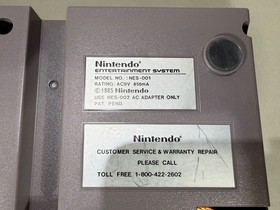 Nintendo
ENTERTAINMENT SYSTEM
MODEL NO.: NES-001
RATING: AC9V 850mA
©1985 Nintendo
USE NES-002 AC ADAPTER ONLY
PAT. PEND.
Nintendo
CUSTOMER SERVICE & WARRANTY REPAIR
PLEASE CALL
TOLL FREE 1-800-422-2602